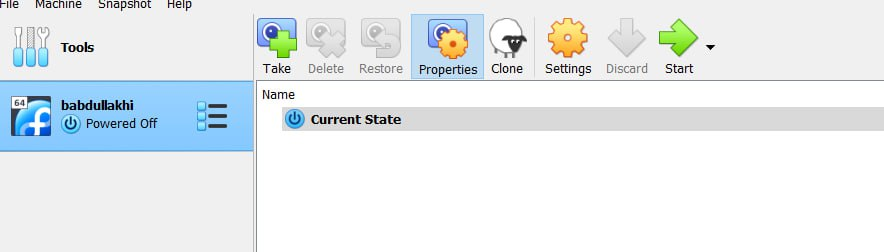 File Machine Snapshot Help
Tools
Take Delete Restore Properties Clone Settings Discard Start
64
babdullakhi
Powered Off
Name
Current State